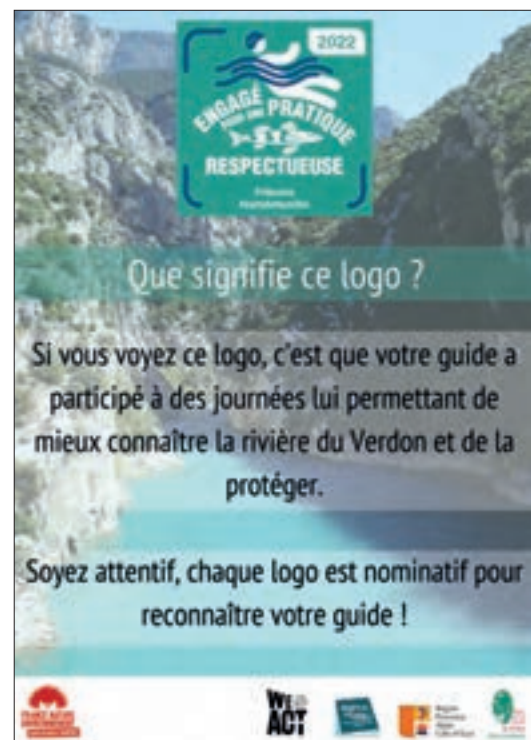 2022
ENGAGÉ
POUR UNE
PRATIQUE
RESPECTUEUSE
Que signifie ce logo ?
Si vous voyez ce logo, c'est que votre guide a
participé à des journées lui permettant de
mieux connaître la rivière du Verdon et de la
protéger.
Soyez attentif, chaque logo est nominatif pour
reconnaître votre guide !
WE
ACT